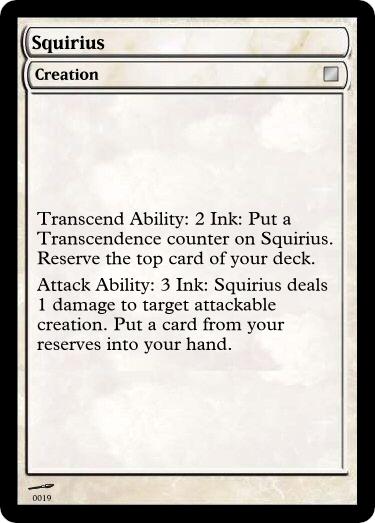 Squirius
Creation
Transcend Ability: 2 Ink: Put a
Transcendence counter on Squirius.
Reserve the top card of your deck.
Attack Ability: 3 Ink: Squirius deals
1 damage to target attackable
creation. Put a card from your
reserves into your hand.
0019